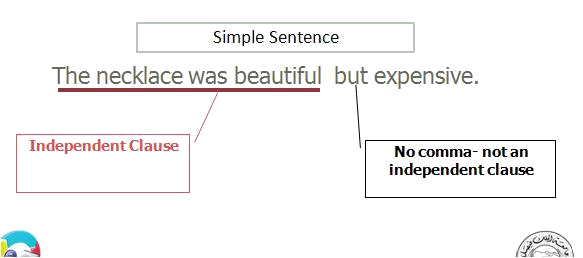 Simple Sentence
The necklace was beautiful but expensive.
Independent Clause
No comma- not an
independent clause